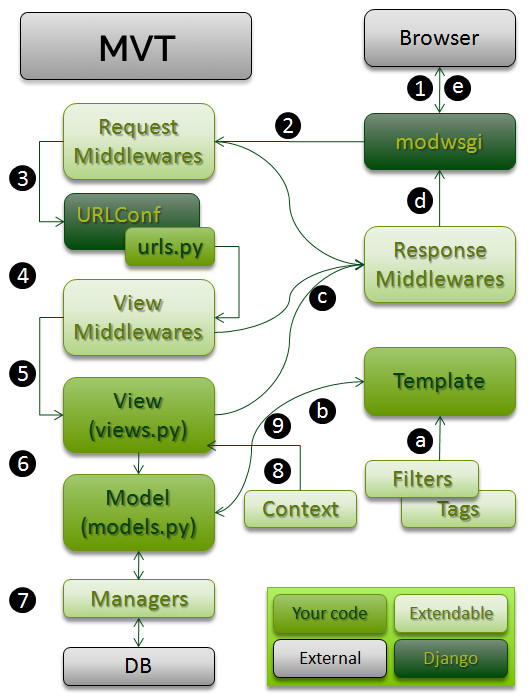 MVT
Browser
1
e
2
Request
Middlewares
modwsgi
3
URLConf
urls.py
d
4
Response
Middlewares
View
Middlewares
c
5
View
(views.py)
Template
9
b
a
6
8
Model
(models.py)
Context
Filters
Tags
7
Managers
Your code
Extendable
DB
External
Django